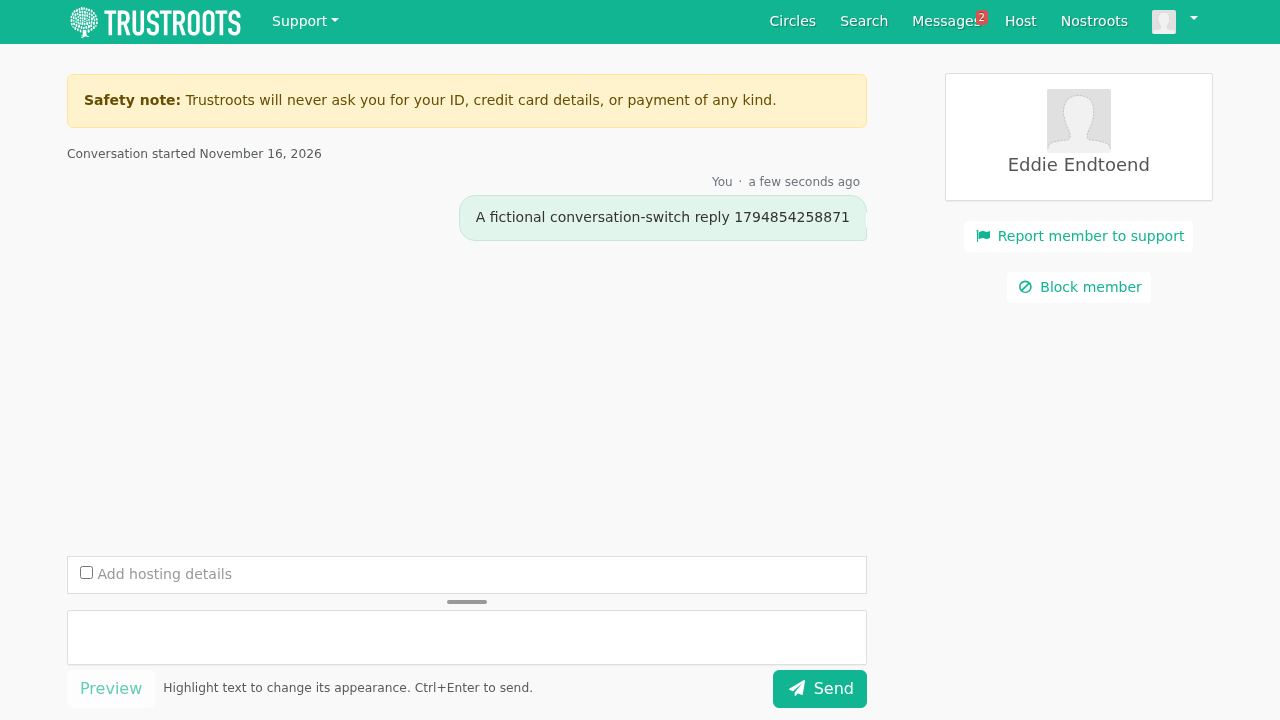 TRUSTROOTS Support Circles Search Messages 2 Host Nostroots
Safety note: Trustroots will never ask you for your ID, credit card details, or payment of any kind.
Conversation started November 16, 2026
You · a few seconds ago
A fictional conversation-switch reply 1794854258871
Eddie Endtoend
Report member to support
Block member
Add hosting details
Preview Highlight text to change its appearance. Ctrl+Enter to send. Send